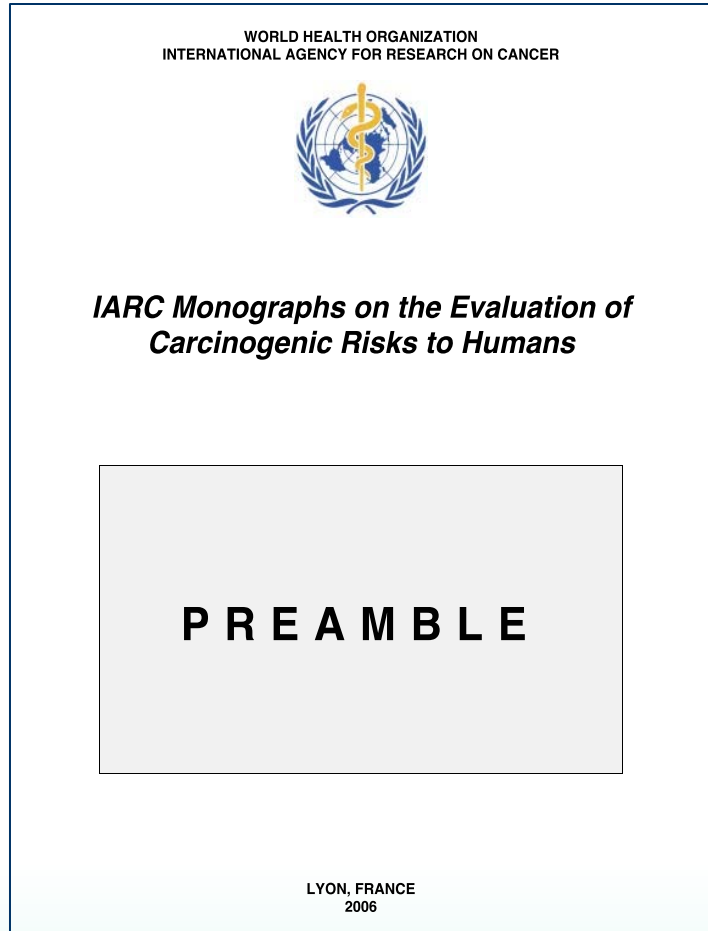 WORLD HEALTH ORGANIZATION
INTERNATIONAL AGENCY FOR RESEARCH ON CANCER
IARC Monographs on the Evaluation of
Carcinogenic Risks to Humans
P R E A M B L E
LYON, FRANCE
2006